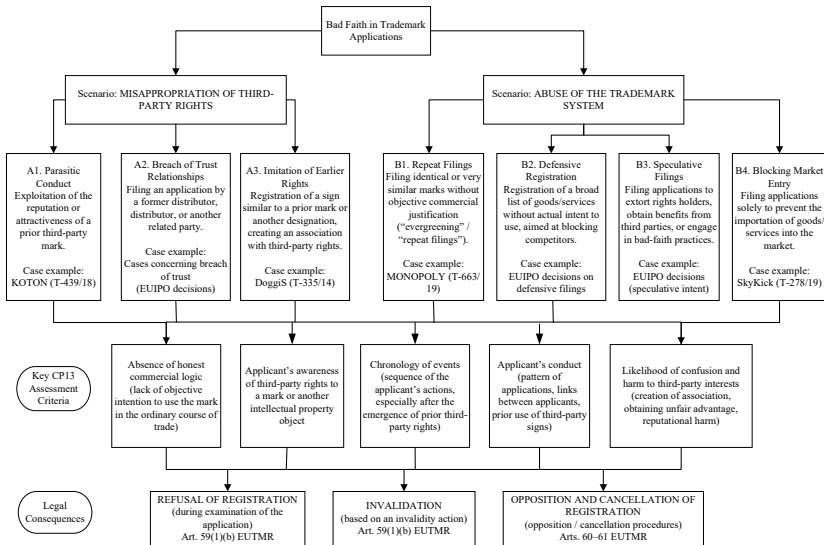 Bad Faith in Trademark
Applications
Scenario: MISAPPROPRIATION OF THIRD-
PARTY RIGHTS
Scenario: ABUSE OF THE TRADEMARK
SYSTEM
A1. Parasitic
Conduct
Exploitation of the
reputation or
attractiveness of a
prior third-party
mark.
Case example:
KOTON (T-439/18)
A2. Breach of Trust
Relationships
Filing an application by
a former distributor,
distributor, or another
related party.
Case example:
Cases concerning breach
of trust
(EUIPO decisions)
A3. Imitation of Earlier
Rights
Registration of a sign
similar to a prior mark or
another designation,
creating an association
with third-party rights.
Case example:
DoggiS (T-335/14)
B1. Repeat Filings
Filing identical or very
similar marks without
objective commercial
justification
(“evergreening” /
“repeat filings”).
Case example:
MONOPOLY (T-663/
19)
B2. Defensive
Registration
Registration of a broad
list of goods/services
without actual intent to
use, aimed at blocking
competitors.
Case example:
EUIPO decisions on
defensive filings
B3. Speculative
Filings
Filing applications to
extort rights holders,
obtain benefits from
third parties, or engage
in bad-faith practices.
Case example:
EUIPO decisions
(speculative intent)
B4. Blocking Market
Entry
Filing applications
solely to prevent the
importation of goods/
services into the
market.
Case example:
SkyKick (T-278/19)
Key CP13
Assessment
Criteria
Absence of honest
commercial logic
(lack of objective
intention to use the mark
in the ordinary course of
trade)
Applicant’s awareness
of third-party rights to
a mark or another
intellectual property
object
Chronology of events
(sequence of the
applicant’s actions,
especially after the
emergence of prior third-
party rights)
Applicant’s conduct
(pattern of
applications, links
between applicants,
prior use of third-party
signs)
Likelihood of confusion and
harm to third-party interests
(creation of association,
obtaining unfair advantage,
reputational harm)
Legal
Consequences
REFUSAL OF REGISTRATION
(during examination of the
application)
Art. 59(1)(b) EUTMR
INVALIDATION
(based on an invalidity action)
Art. 59(1)(b) EUTMR
OPPOSITION AND CANCELLATION OF
REGISTRATION
(opposition / cancellation procedures)
Arts. 60–61 EUTMR